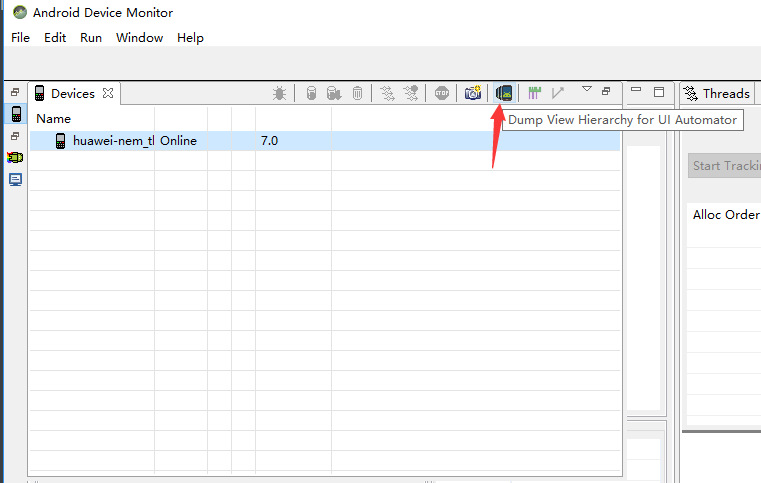 Android Device Monitor
File Edit Run Window Help
Devices
Threads
Name
Dump View Hierarchy for UI Automator
huawei-nem_tl Online 7.0
Start Trackin
Alloc Order